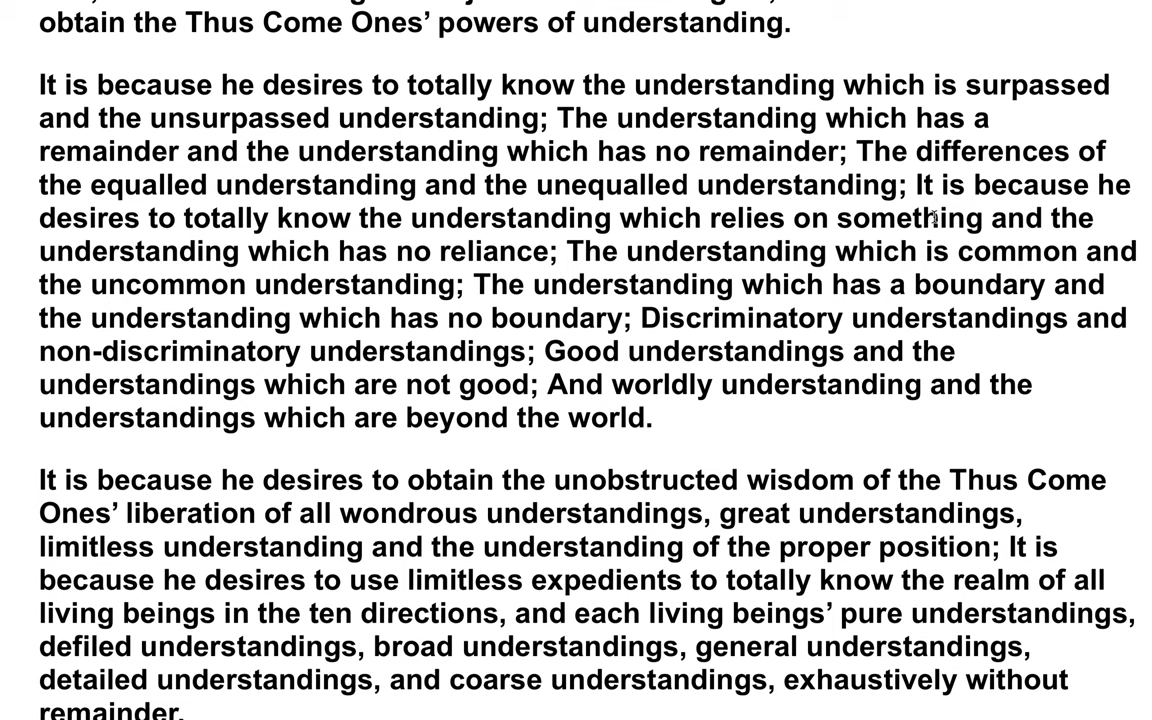 obtain the Thus Come Ones’ powers of understanding.
It is because he desires to totally know the understanding which is surpassed
and the unsurpassed understanding; The understanding which has a
remainder and the understanding which has no remainder; The differences of
the equalled understanding and the unequalled understanding; It is because he
desires to totally know the understanding which relies on something and the
understanding which has no reliance; The understanding which is common and
the uncommon understanding; The understanding which has a boundary and
the understanding which has no boundary; Discriminatory understandings and
non-discriminatory understandings; Good understandings and the
understandings which are not good; And worldly understanding and the
understandings which are beyond the world.
It is because he desires to obtain the unobstructed wisdom of the Thus Come
Ones’ liberation of all wondrous understandings, great understandings,
limitless understanding and the understanding of the proper position; It is
because he desires to use limitless expedients to totally know the realm of all
living beings in the ten directions, and each living beings’ pure understandings,
defiled understandings, broad understandings, general understandings,
detailed understandings, and coarse understandings, exhaustively without
remainder.